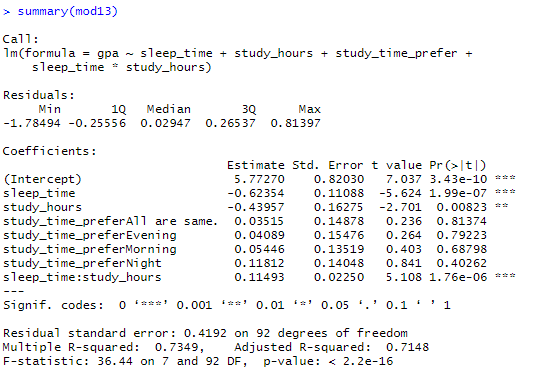 > summary(mod13)
Call:
lm(formula = gpa ~ sleep_time + study_hours + study_time_prefer +
    sleep_time * study_hours)
Residuals:
     Min       1Q   Median       3Q      Max
-1.78494 -0.25556  0.02947  0.26537  0.81397
Coefficients:
                                 Estimate Std. Error t value Pr(>|t|)
(Intercept)                       5.77270    0.82030   7.037 3.43e-10 ***
sleep_time                       -0.62354    0.11088  -5.624 1.99e-07 ***
study_hours                      -0.43957    0.16275  -2.701  0.00823 **
study_time_preferAll are same.    0.03515    0.14878   0.236  0.81374
study_time_preferEvening          0.04089    0.15476   0.264  0.79223
study_time_preferMorning          0.05446    0.13519   0.403  0.68798
study_time_preferNight            0.11812    0.14048   0.841  0.40262
sleep_time:study_hours            0.11493    0.02250   5.108 1.76e-06 ***
---
Signif. codes:  0 ‘***’ 0.001 ‘**’ 0.01 ‘*’ 0.05 ‘.’ 0.1 ‘ ’ 1
Residual standard error: 0.4192 on 92 degrees of freedom
Multiple R-squared:  0.7349,    Adjusted R-squared:  0.7148
F-statistic: 36.44 on 7 and 92 DF,  p-value: < 2.2e-16